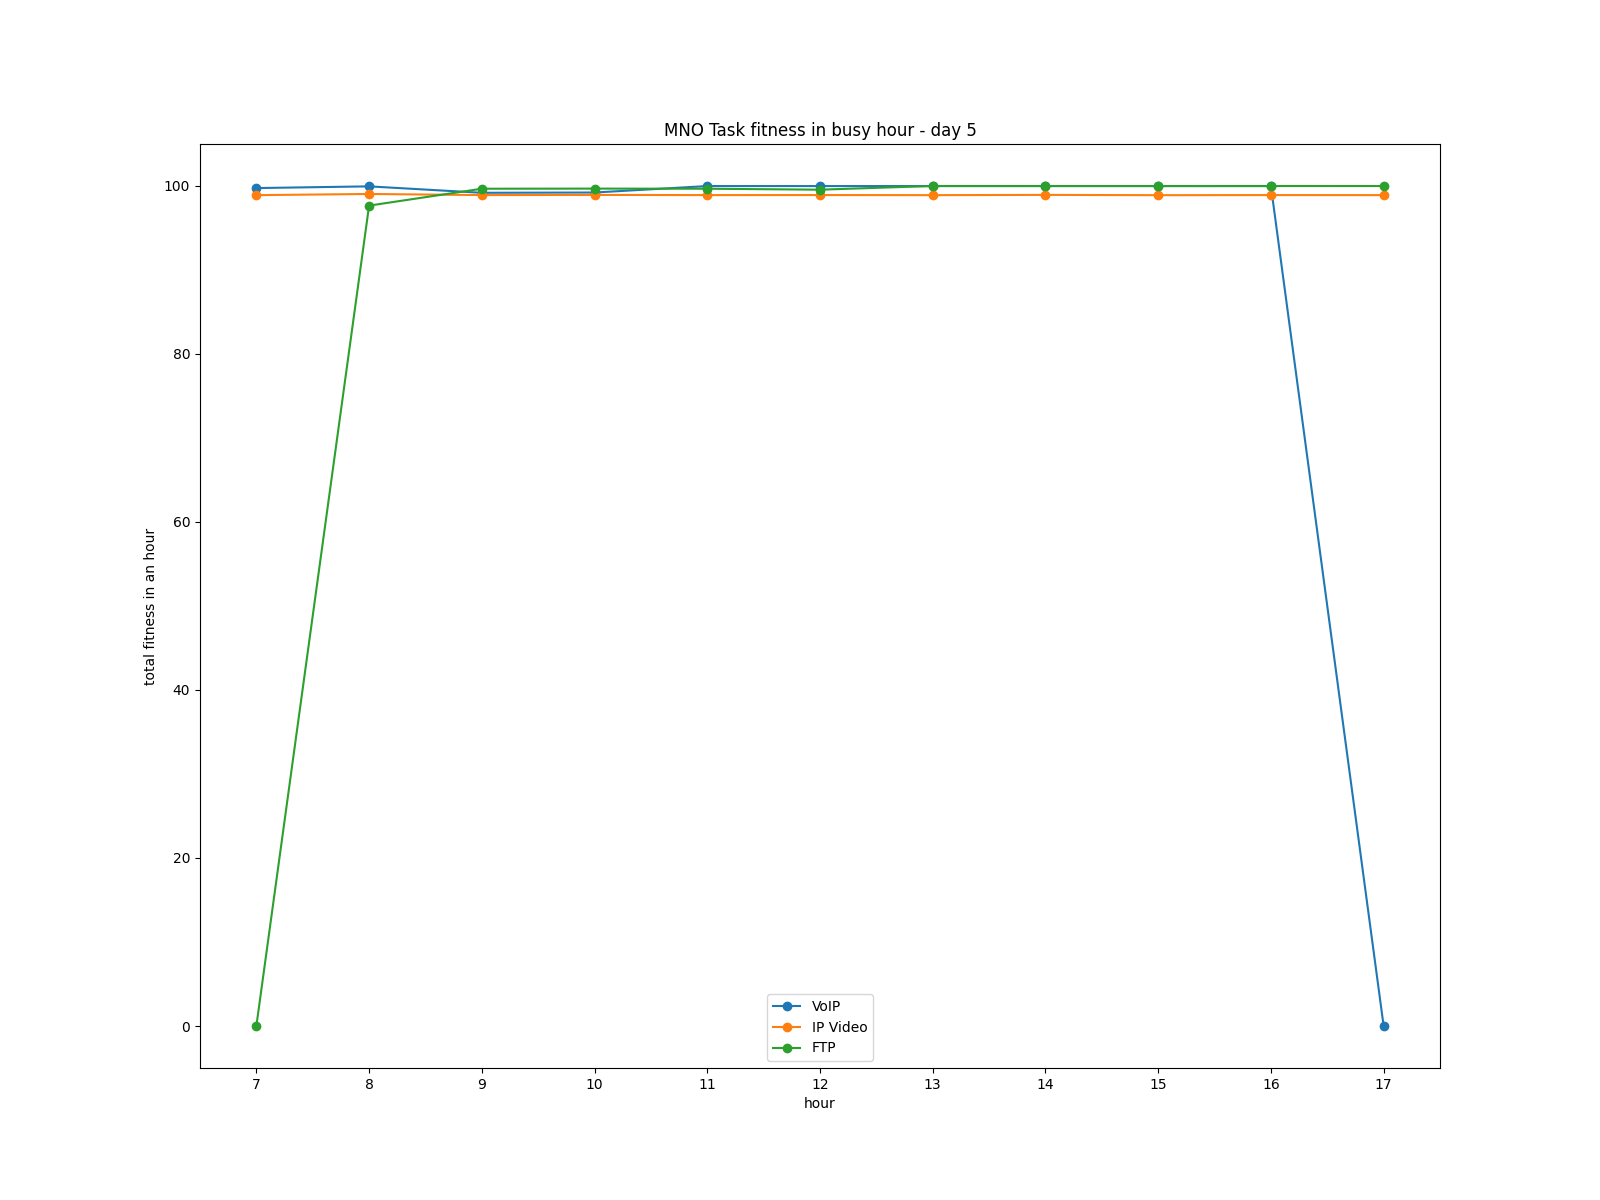 MNO Task fitness in busy hour - day 5
total fitness in an hour
100
80
60
40
20
0
VoIP
IP Video
FTP
7 8 9 10 11 12 13 14 15 16 17
hour